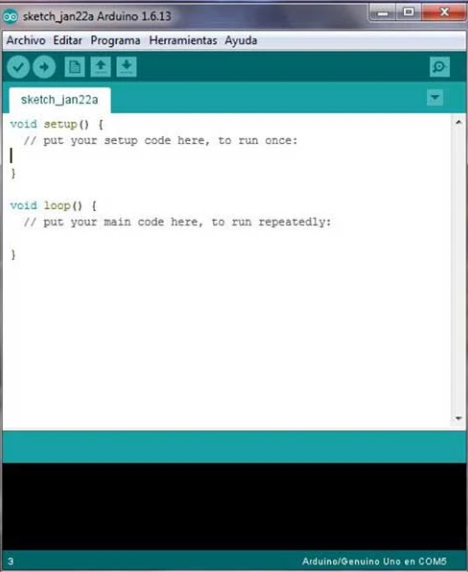 sketch_jan22a Arduino 1.6.13
Archivo Editar Programa Herramientas Ayuda
sketch_jan22a
void setup() {
// put your setup code here, to run once:
}
void loop() {
// put your main code here, to run repeatedly:
}
3 Arduino/Genuino Uno en COM5